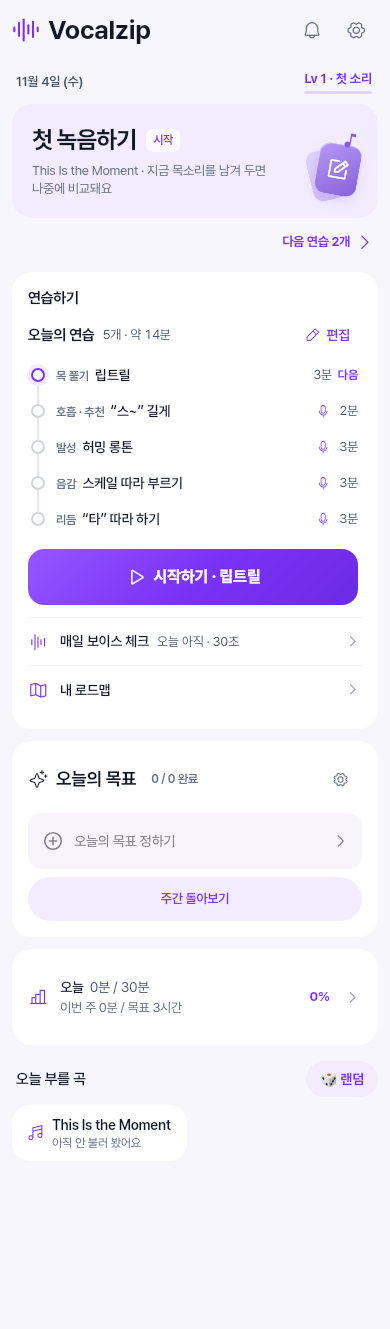 Vocalzip
11월 4일 (수)
Lv 1 · 첫 소리
첫 녹음하기 시작
This Is the Moment · 지금 목소리를 남겨 두면
나중에 비교돼요
다음 연습 2개
연습하기
오늘의 연습 5개 · 약 14분 편집
목 풀기 립트릴 3분 다음
호흡 · 추천 “스~” 길게 2분
발성 허밍 롱톤 3분
음감 스케일 따라 부르기 3분
리듬 “타” 따라 하기 3분
시작하기 · 립트릴
매일 보이스 체크 오늘 아직 · 30초
내 로드맵
오늘의 목표 0 / 0 완료
오늘의 목표 정하기
주간 돌아보기
오늘 0분 / 30분
이번 주 0분 / 목표 3시간
0%
오늘 부를 곡
🎲 랜덤
This Is the Moment
아직 안 불러 봤어요